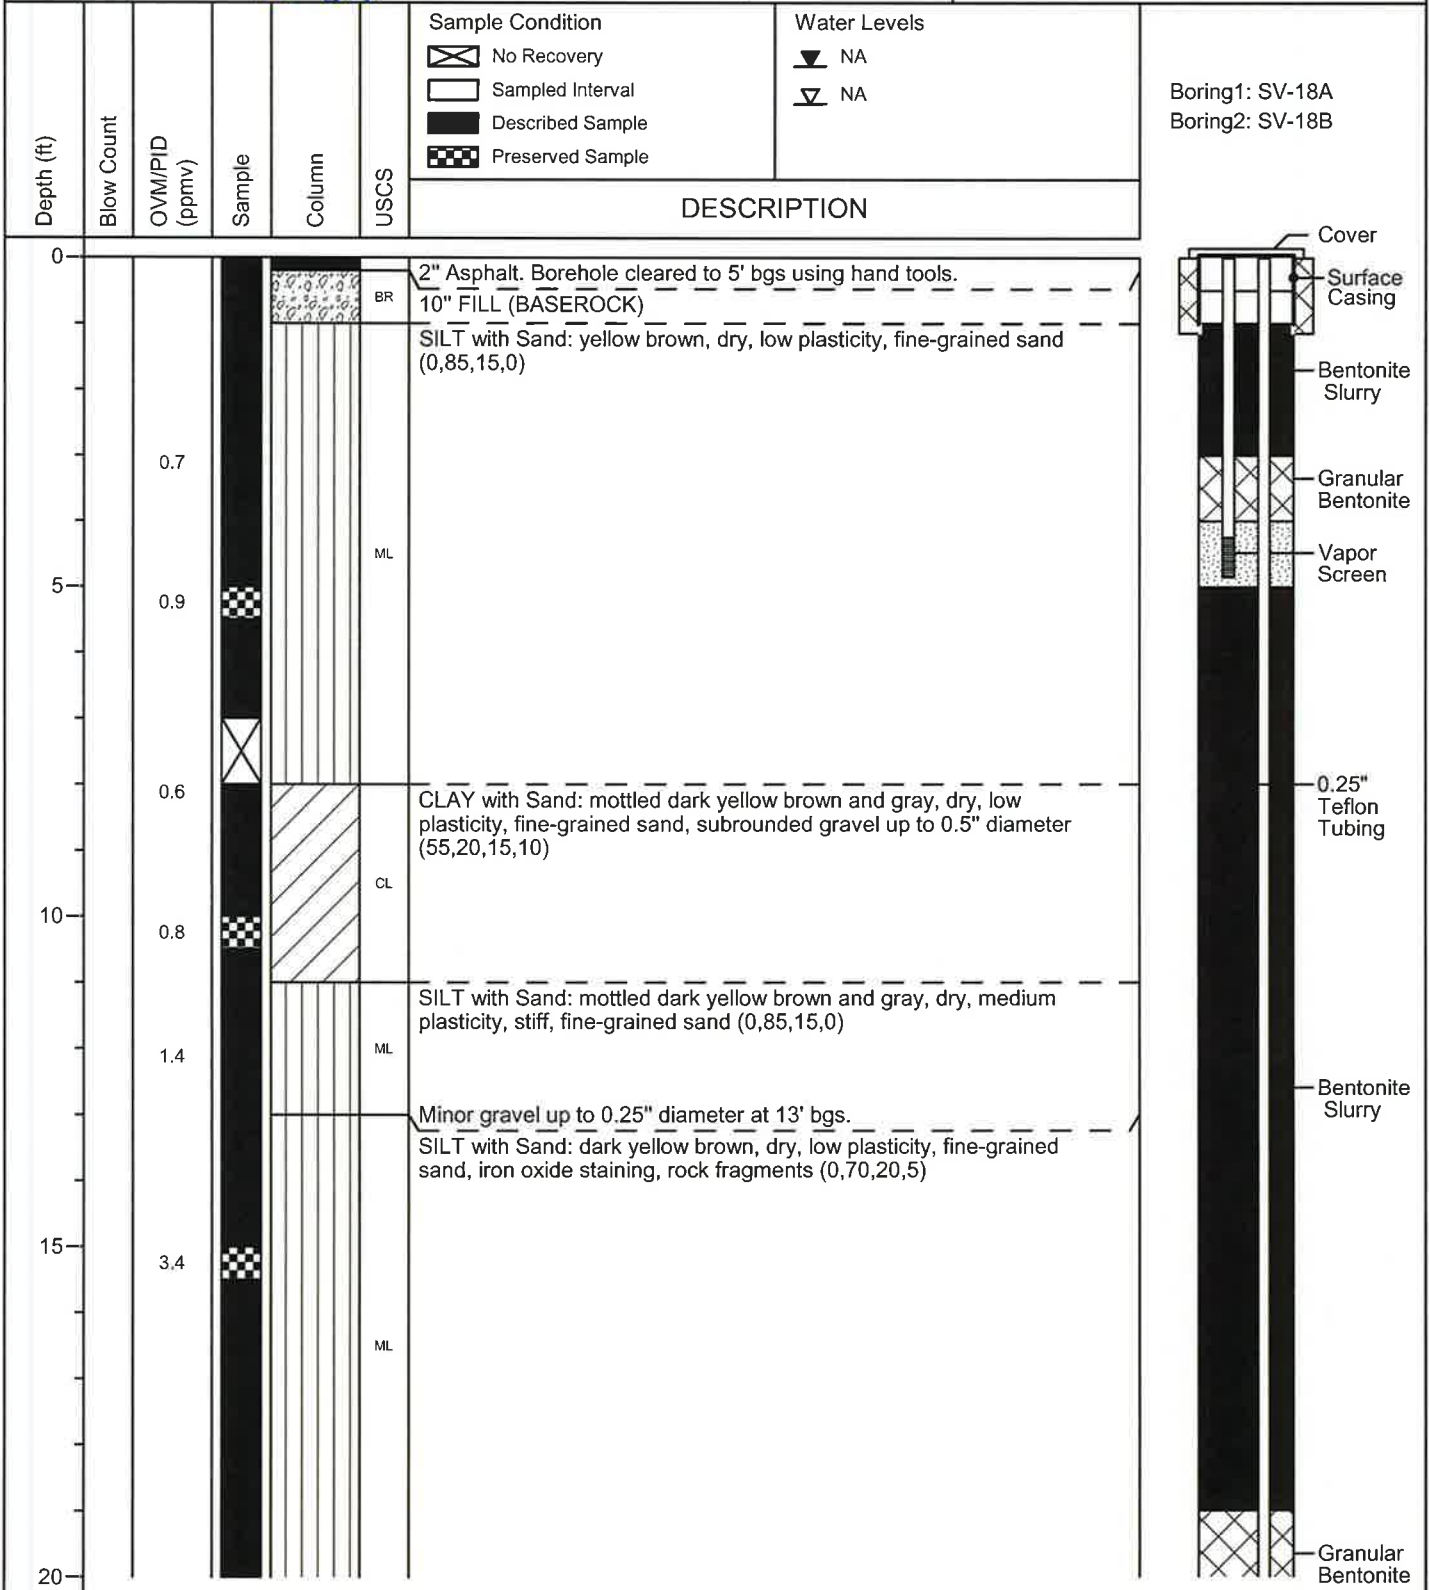 Sample Condition
No Recovery
Sampled Interval
Described Sample
Preserved Sample
Water Levels
NA
NA
Boring1: SV-18A
Boring2: SV-18B
Depth (ft)
Blow Count
OVM/PID
(ppmv)
Sample
Column
USCS
DESCRIPTION
0
2" Asphalt. Borehole cleared to 5' bgs using hand tools.
BR
10" FILL (BASEROCK)
SILT with Sand: yellow brown, dry, low plasticity, fine-grained sand
(0,85,15,0)
0.7
ML
5
0.9
0.6
CLAY with Sand: mottled dark yellow brown and gray, dry, low
plasticity, fine-grained sand, subrounded gravel up to 0.5" diameter
(55,20,15,10)
CL
10
0.8
SILT with Sand: mottled dark yellow brown and gray, dry, medium
plasticity, stiff, fine-grained sand (0,85,15,0)
ML
1.4
Minor gravel up to 0.25" diameter at 13' bgs.
SILT with Sand: dark yellow brown, dry, low plasticity, fine-grained
sand, iron oxide staining, rock fragments (0,70,20,5)
15
3.4
ML
20
Cover
Surface
Casing
Bentonite
Slurry
Granular
Bentonite
Vapor
Screen
0.25"
Teflon
Tubing
Bentonite
Slurry
Granular
Bentonite